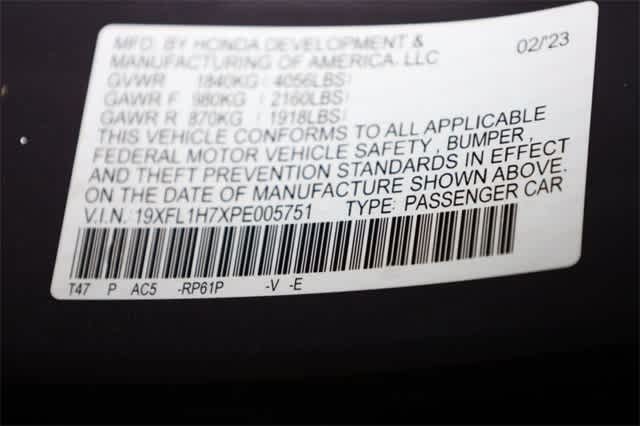 MFD. BY HONDA DEVELOPMENT &
MANUFACTURING OF AMERICA. LLC 02/'23
GVWR 1840KG ( 4056LBS)
GAWR F 980KG ( 2160LBS)
GAWR R 870KG ( 1918LBS)
THIS VEHICLE CONFORMS TO ALL APPLICABLE
FEDERAL MOTOR VEHICLE SAFETY, BUMPER,
AND THEFT PREVENTION STANDARDS IN EFFECT
ON THE DATE OF MANUFACTURE SHOWN ABOVE.
V.I.N.: 19XFL1H7XPE005751 TYPE: PASSENGER CAR
T47 P AC5 -RP61P -V -E